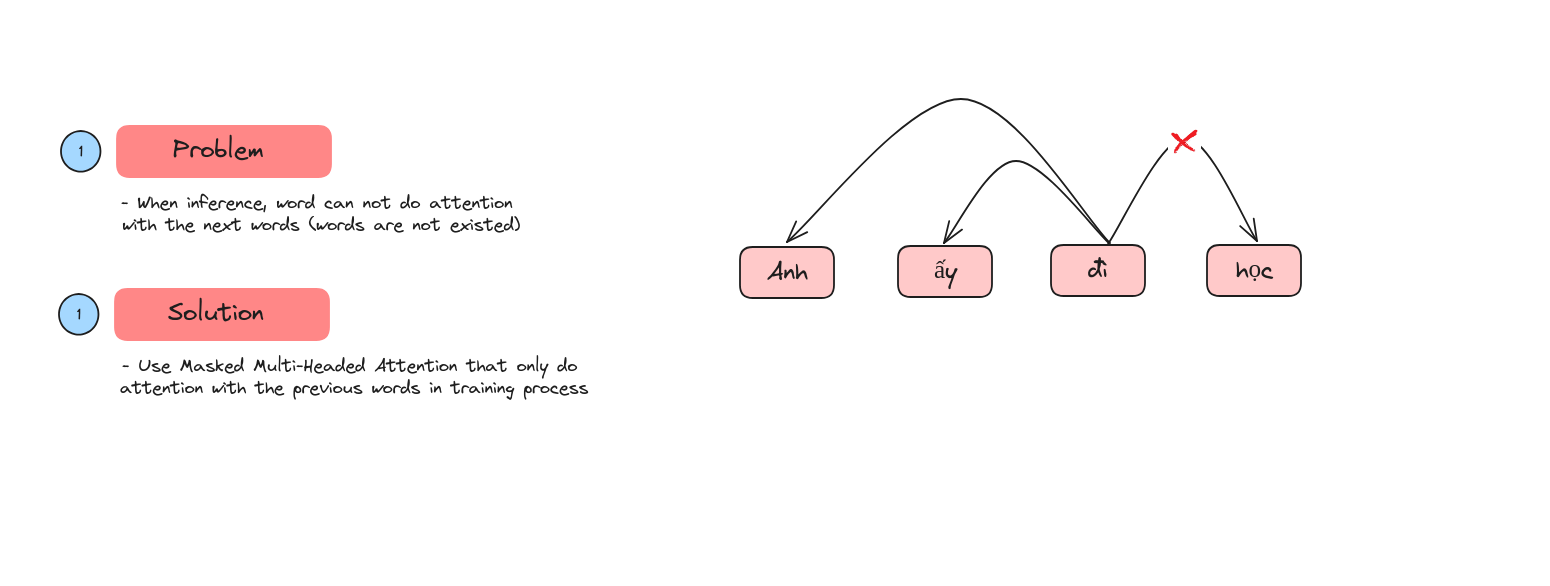 1
Problem
- When inference, word can not do attention
with the next words (words are not existed)
1
Solution
- Use Masked Multi-Headed Attention that only do
attention with the previous words in training process
Anh
ấy
đi
học